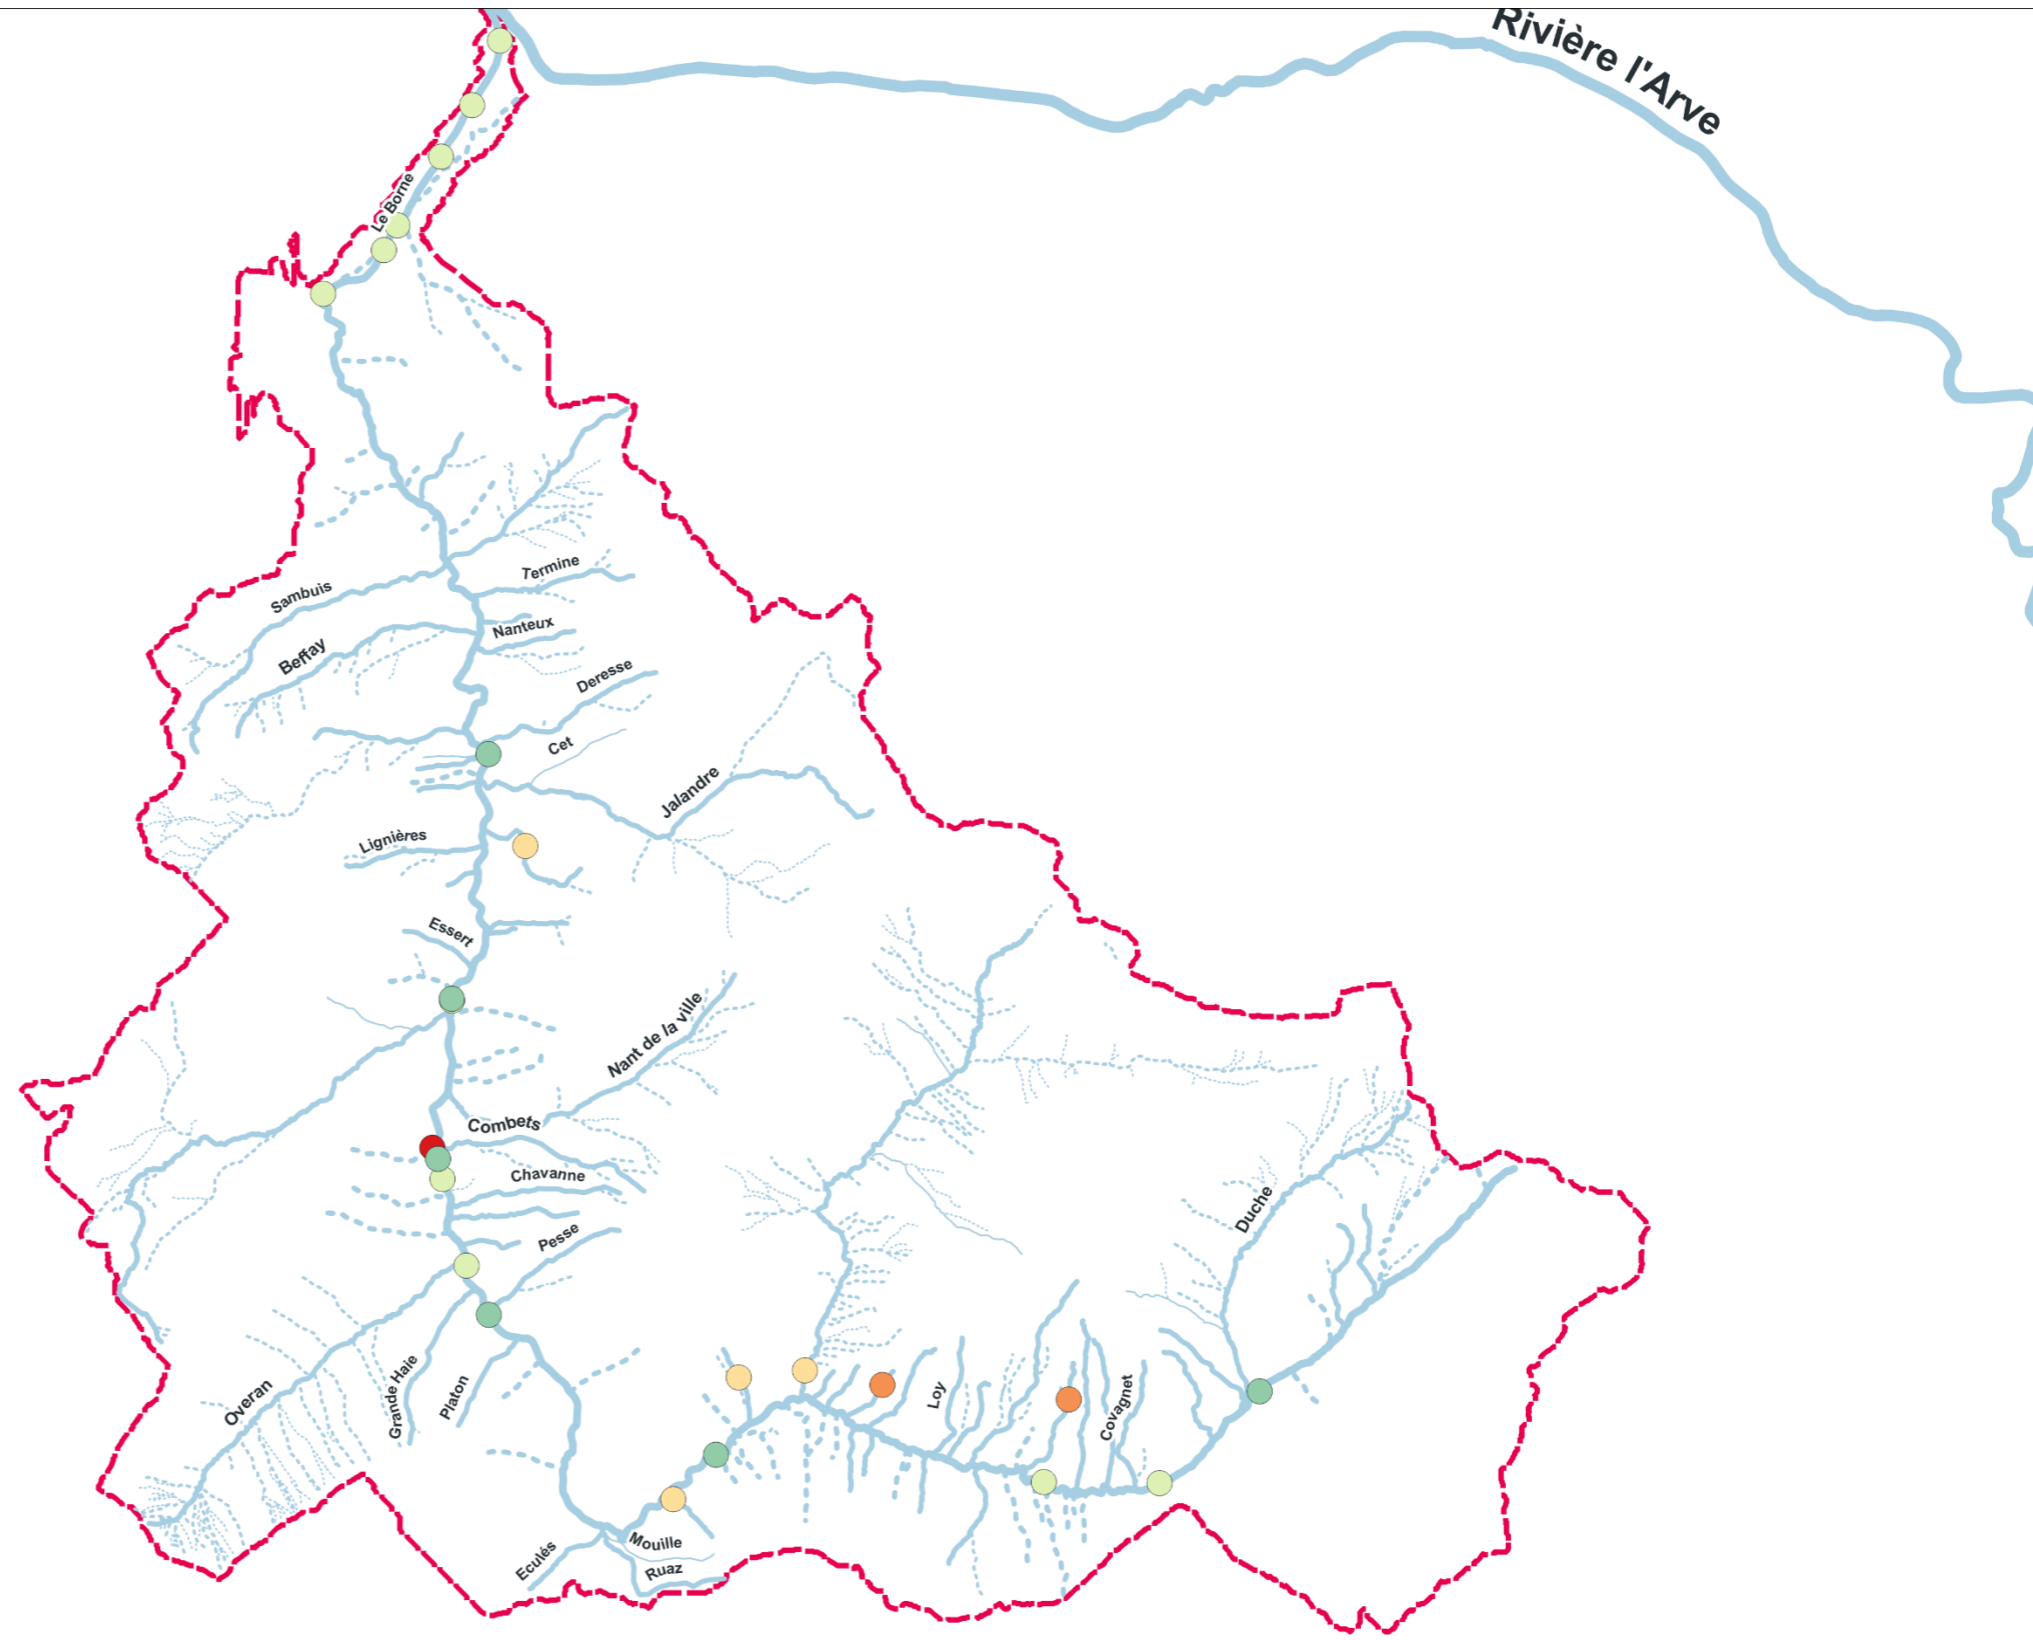 Rivière l'Arve
Le Borne
Termine
Sambuis
Nanteux
Beffay
Deresse
Cet
Jalandre
Lignières
Essert
Nant de la ville
Combets
Chavanne
Duche
Pesse
Grande Haie
Platon
Overan
Loy
Covagnet
Mouille
Eculés
Ruaz